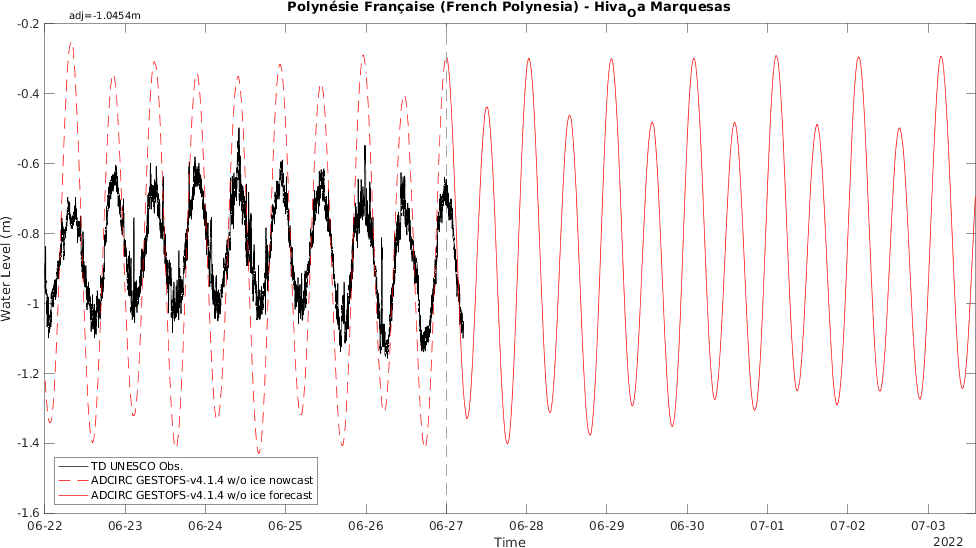 Polynésie Française (French Polynesia) - Hiva_Oa Marquesas
adj=-1.0454m
-0.2
-0.4
-0.6
-0.8
-1
-1.2
-1.4
-1.6
Water Level (m)
TD UNESCO Obs.
ADCIRC GESTOFS-v4.1.4 w/o ice nowcast
ADCIRC GESTOFS-v4.1.4 w/o ice forecast
06-22 06-23 06-24 06-25 06-26 06-27 06-28 06-29 06-30 07-01 07-02 07-03
Time
2022